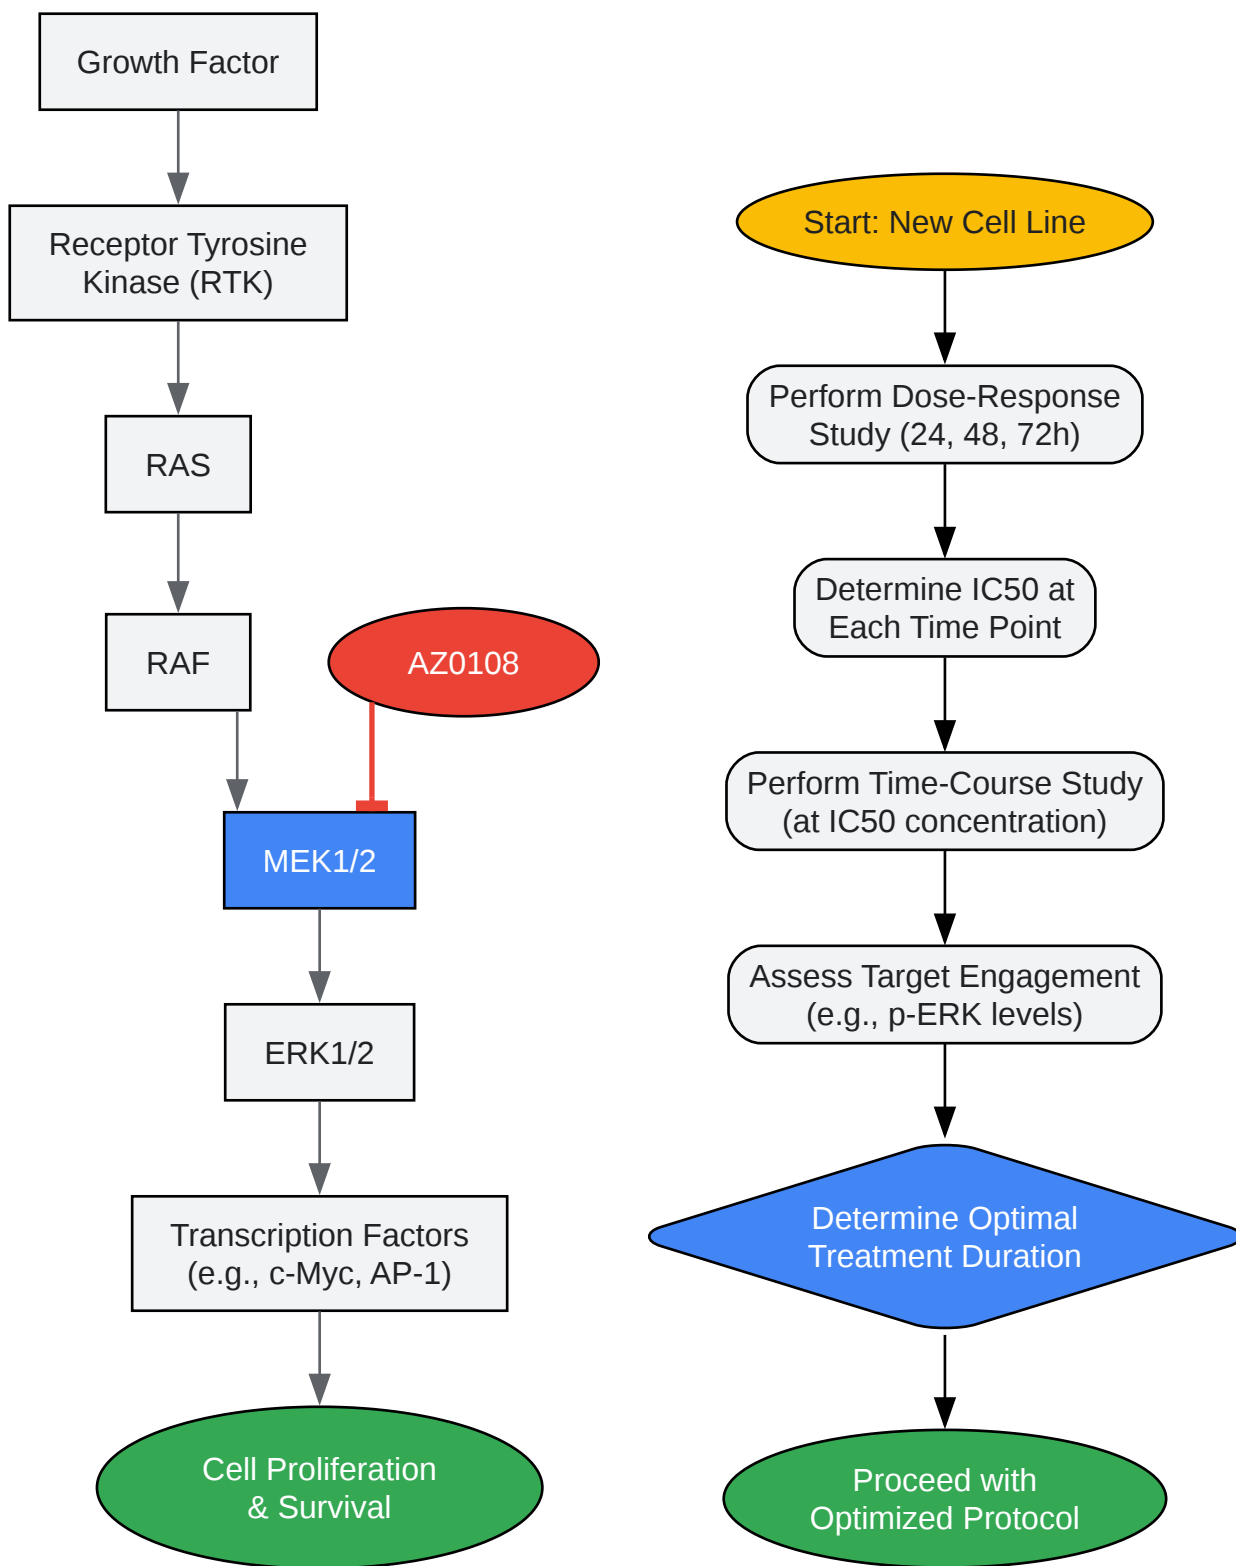 Growth Factor
Receptor Tyrosine
Kinase (RTK)
RAS
RAF
AZ0108
MEK1/2
ERK1/2
Transcription Factors
(e.g., c-Myc, AP-1)
Cell Proliferation
& Survival
Start: New Cell Line
Perform Dose-Response
Study (24, 48, 72h)
Determine IC50 at
Each Time Point
Perform Time-Course Study
(at IC50 concentration)
Assess Target Engagement
(e.g., p-ERK levels)
Determine Optimal
Treatment Duration
Proceed with
Optimized Protocol